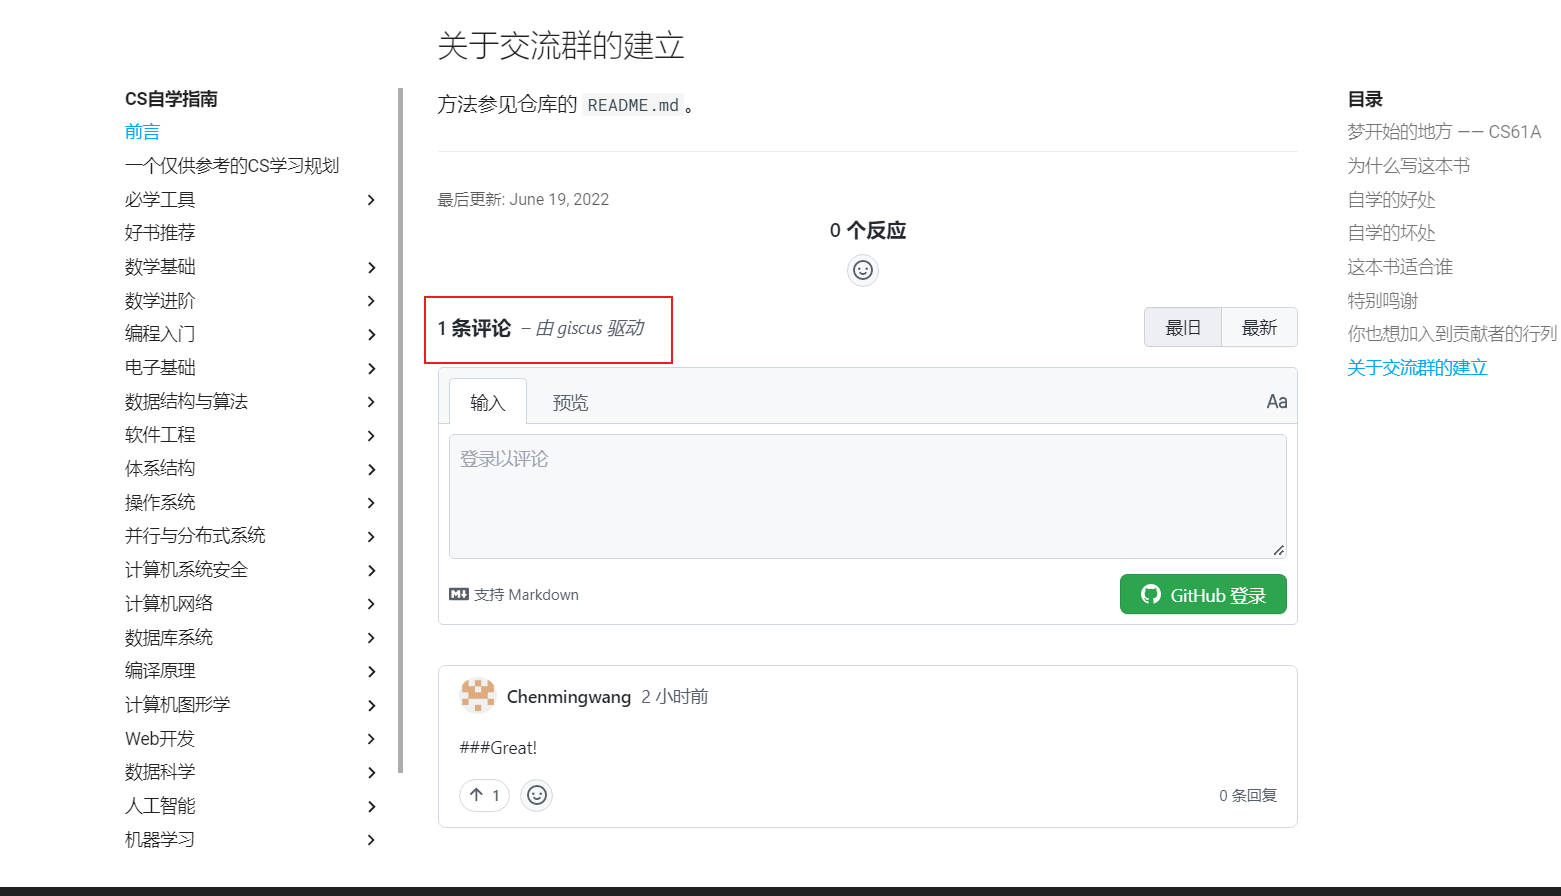 关于交流群的建立
方法参见仓库的 README.md。
CS自学指南
前言
一个仅供参考的CS学习规划
必学工具
好书推荐
数学基础
数学进阶
编程入门
电子基础
数据结构与算法
软件工程
体系结构
操作系统
并行与分布式系统
计算机系统安全
计算机网络
数据库系统
编译原理
计算机图形学
Web开发
数据科学
人工智能
机器学习
最后更新: June 19, 2022
0 个反应
1 条评论 – 由 giscus 驱动
最旧 最新
输入 预览 Aa
登录以评论
支持 Markdown
GitHub 登录
Chenmingwang 2 小时前
###Great!
1
0 条回复
目录
梦开始的地方 —— CS61A
为什么写这本书
自学的好处
自学的坏处
这本书适合谁
特别鸣谢
你也想加入到贡献者的行列
关于交流群的建立